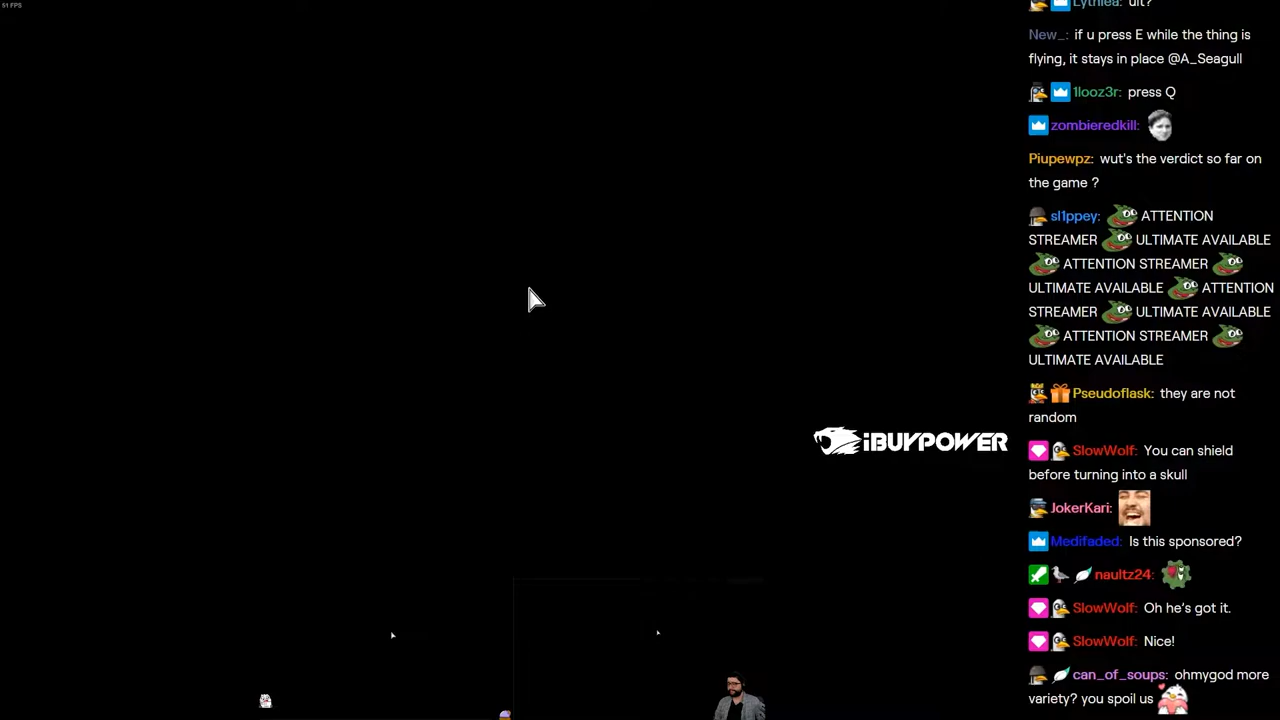 51 FPS
Lythiea: ult?
New_: if u press E while the thing is
flying, it stays in place @A_Seagull
1looz3r: press Q
zombieredkill:
Piupewpz: wut's the verdict so far on
the game ?
sl1ppey: ATTENTION
STREAMER ULTIMATE AVAILABLE
ATTENTION STREAMER
ULTIMATE AVAILABLE ATTENTION
STREAMER ULTIMATE AVAILABLE
ATTENTION STREAMER
ULTIMATE AVAILABLE
Pseudoflask: they are not
random
iBUYPOWER
SlowWolf: You can shield
before turning into a skull
JokerKari:
Medifaded: Is this sponsored?
naultz24:
SlowWolf: Oh he's got it.
SlowWolf: Nice!
can_of_soups: ohmygod more
variety? you spoil us